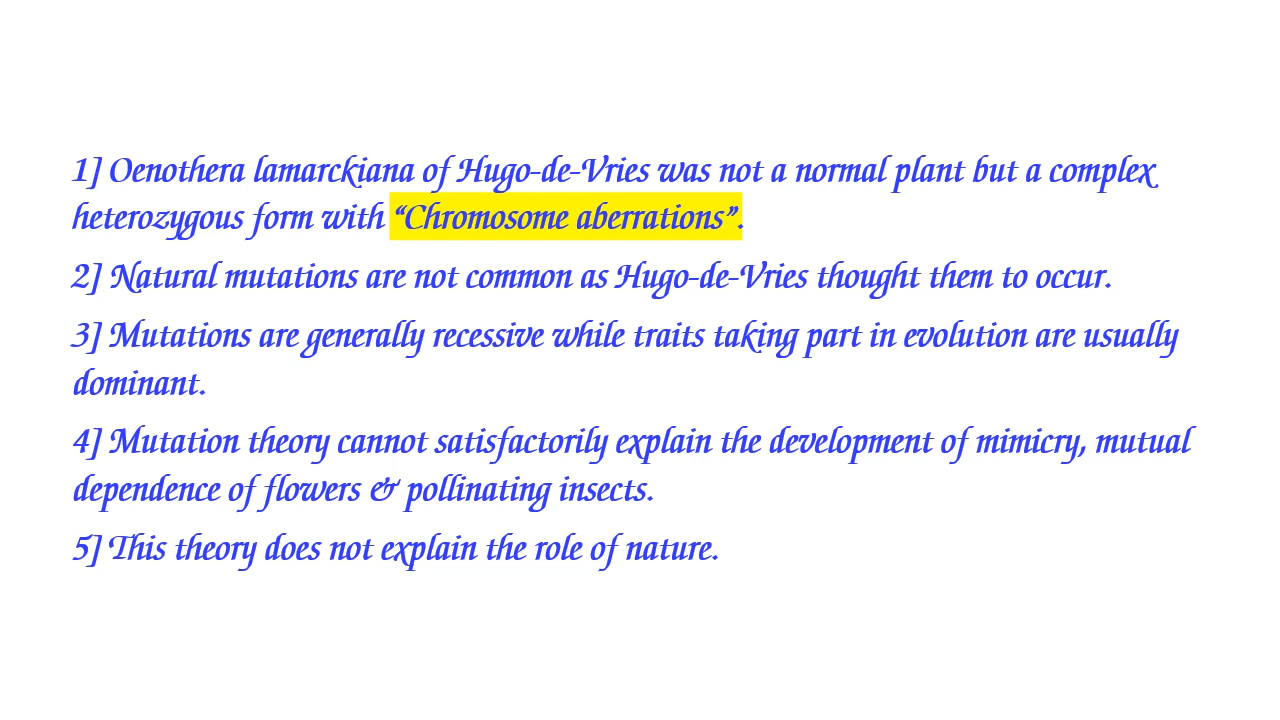 1] Oenothera lamarckiana of Hugo-de-Vries was not a normal plant but a complex
heterozygous form with “Chromosome aberrations”.
2] Natural mutations are not common as Hugo-de-Vries thought them to occur.
3] Mutations are generally recessive while traits taking part in evolution are usually
dominant.
4] Mutation theory cannot satisfactorily explain the development of mimicry, mutual
dependence of flowers & pollinating insects.
5] This theory does not explain the role of nature.